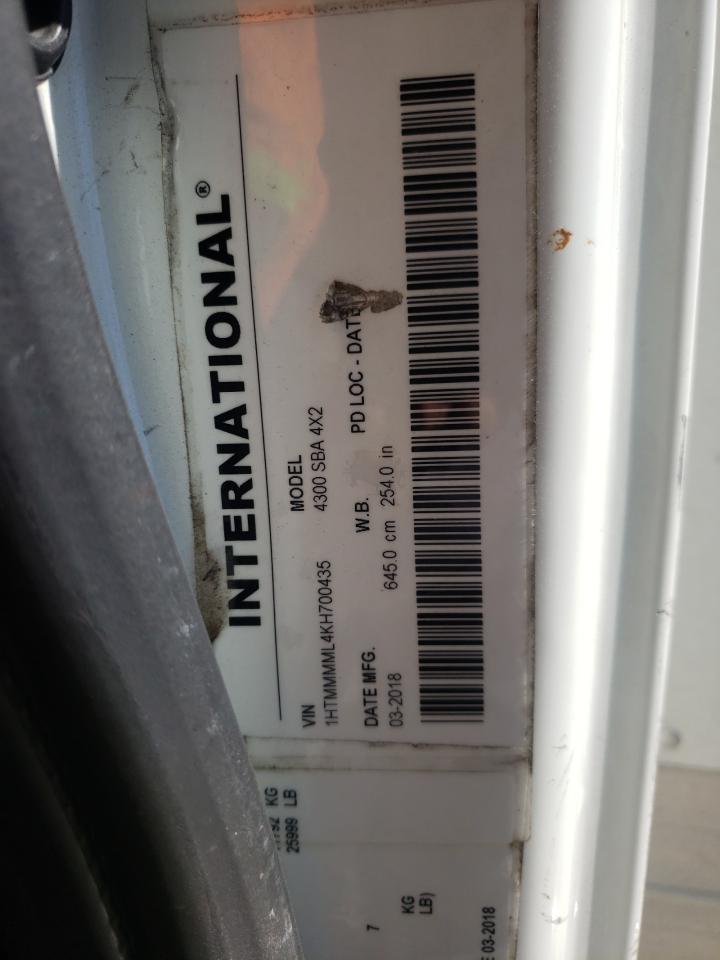 INTERNATIONAL®
VIN MODEL
1HTMMMML4KH700435 4300 SBA 4X2
DATE MFG. W.B. PD LOC - DATE
03-2018 645.0 cm 254.0 in
KG
25999 LB
7 KG
LB)
03-2018